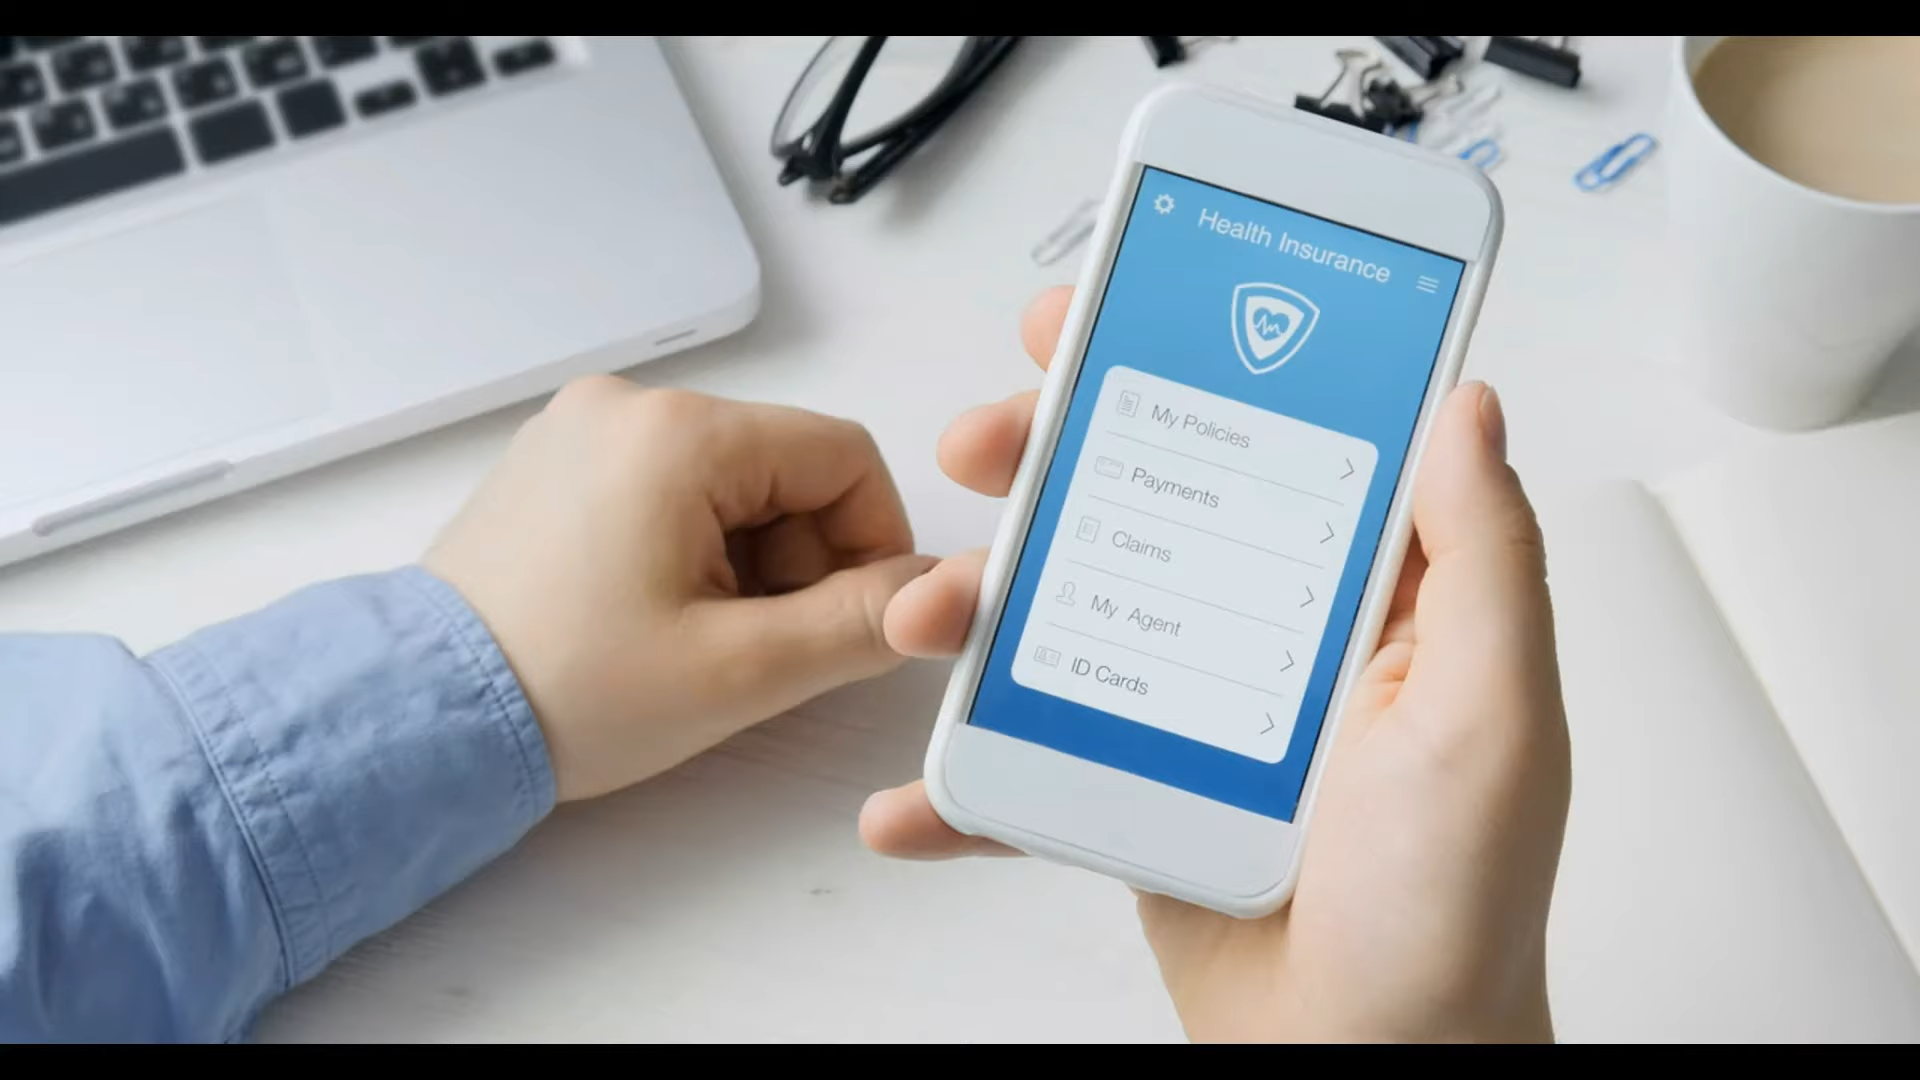 Health Insurance
My Policies
Payments
Claims
My Agent
ID Cards